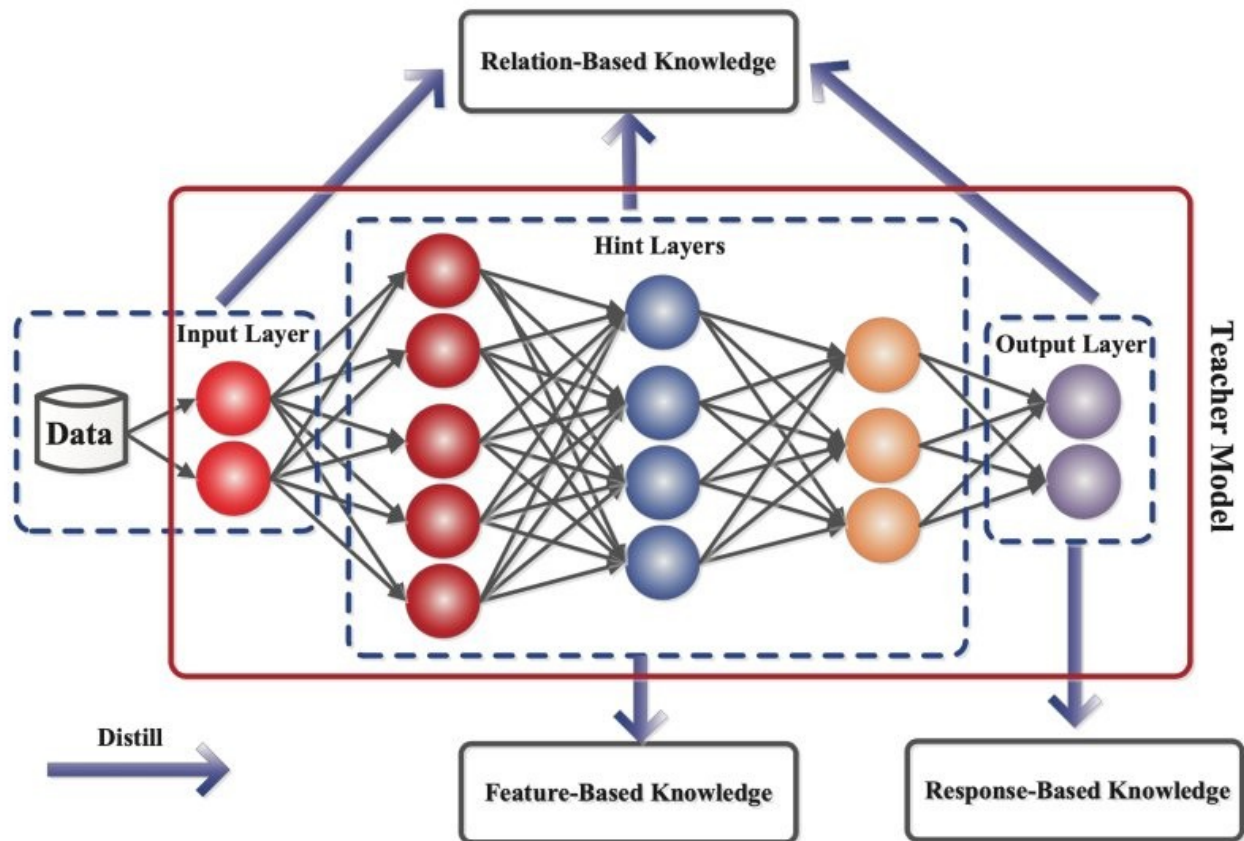 Relation-Based Knowledge
Hint Layers
Input Layer
Output Layer
Data
Teacher Model
Distill
Feature-Based Knowledge
Response-Based Knowledge